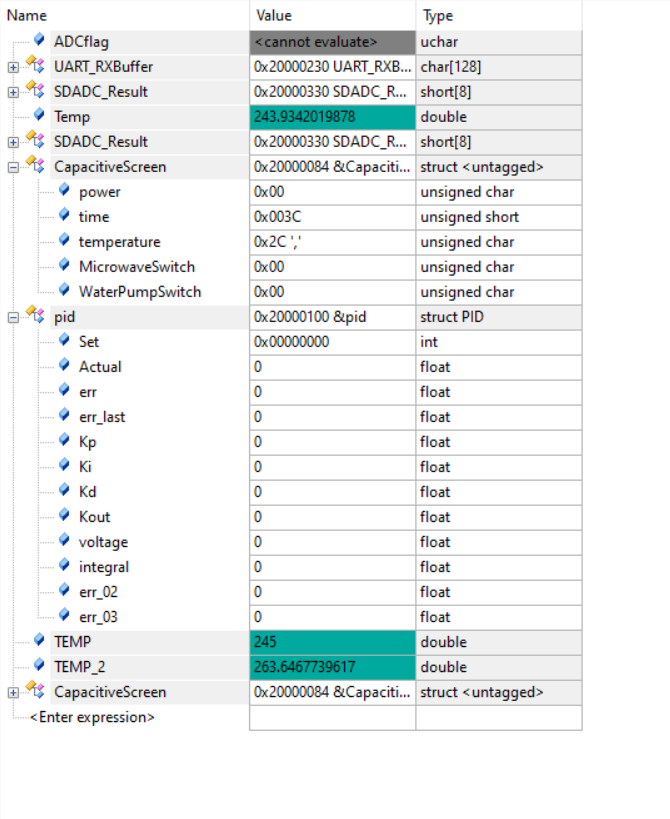 Name Value Type
ADCflag <cannot evaluate> uchar
UART_RXBuffer 0x20000230 UART_RXB... char[128]
SDADC_Result 0x20000330 SDADC_R... short[8]
Temp 243.9342019878 double
SDADC_Result 0x20000330 SDADC_R... short[8]
CapacitiveScreen 0x20000084 &Capaciti... struct <untagged>
power 0x00 unsigned char
time 0x003C unsigned short
temperature 0x2C ',' unsigned char
MicrowaveSwitch 0x00 unsigned char
WaterPumpSwitch 0x00 unsigned char
pid 0x20000100 &pid struct PID
Set 0x00000000 int
Actual 0 float
err 0 float
err_last 0 float
Kp 0 float
Ki 0 float
Kd 0 float
Kout 0 float
voltage 0 float
integral 0 float
err_02 0 float
err_03 0 float
TEMP 245 double
TEMP_2 263.6467739617 double
CapacitiveScreen 0x20000084 &Capaciti... struct <untagged>
<Enter expression>